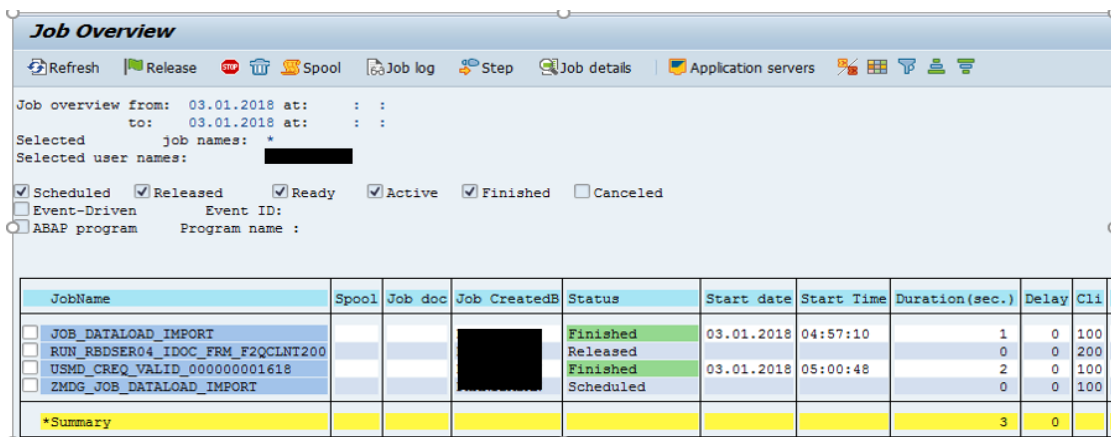 Job Overview
Refresh Release STOP Spool Job log Step Job details Application servers
Job overview from: 03.01.2018 at: : :
to: 03.01.2018 at: : :
Selected job names: *
Selected user names:
Scheduled Released Ready Active Finished Canceled
Event-Driven Event ID:
ABAP program Program name :
JobName Spool Job doc Job CreatedB Status Start date Start Time Duration(sec.) Delay Cli
JOB_DATALOAD_IMPORT Finished 03.01.2018 04:57:10 1 0 100
RUN_RBDSER04_IDOC_FRM_F2QCLNT200 Released 0 0 200
USMD_CREQ_VALID_000000001618 Finished 03.01.2018 05:00:48 2 0 100
ZMDG_JOB_DATALOAD_IMPORT Scheduled 0 0 100
*Summary 3 0